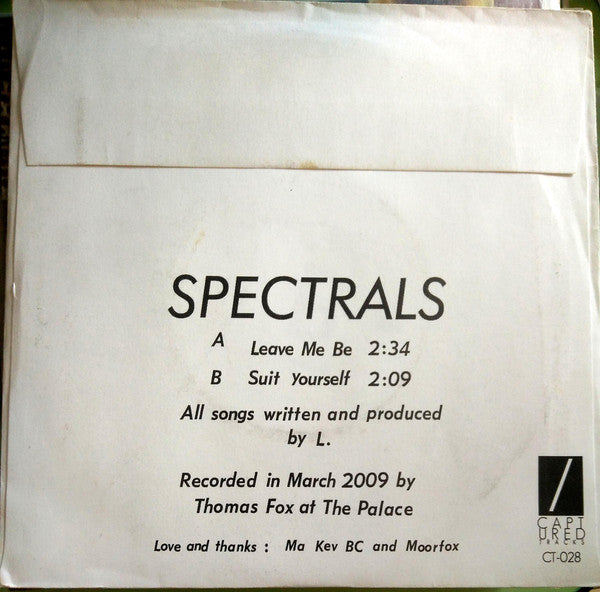 SPECTRALS
A Leave Me Be 2:34
B Suit Yourself 2:09
All songs written and produced
by L.
Recorded in March 2009 by
Thomas Fox at The Palace
Love and thanks : Ma Kev BC and Moorfox
CAPT
URED
TRACKS
CT-028